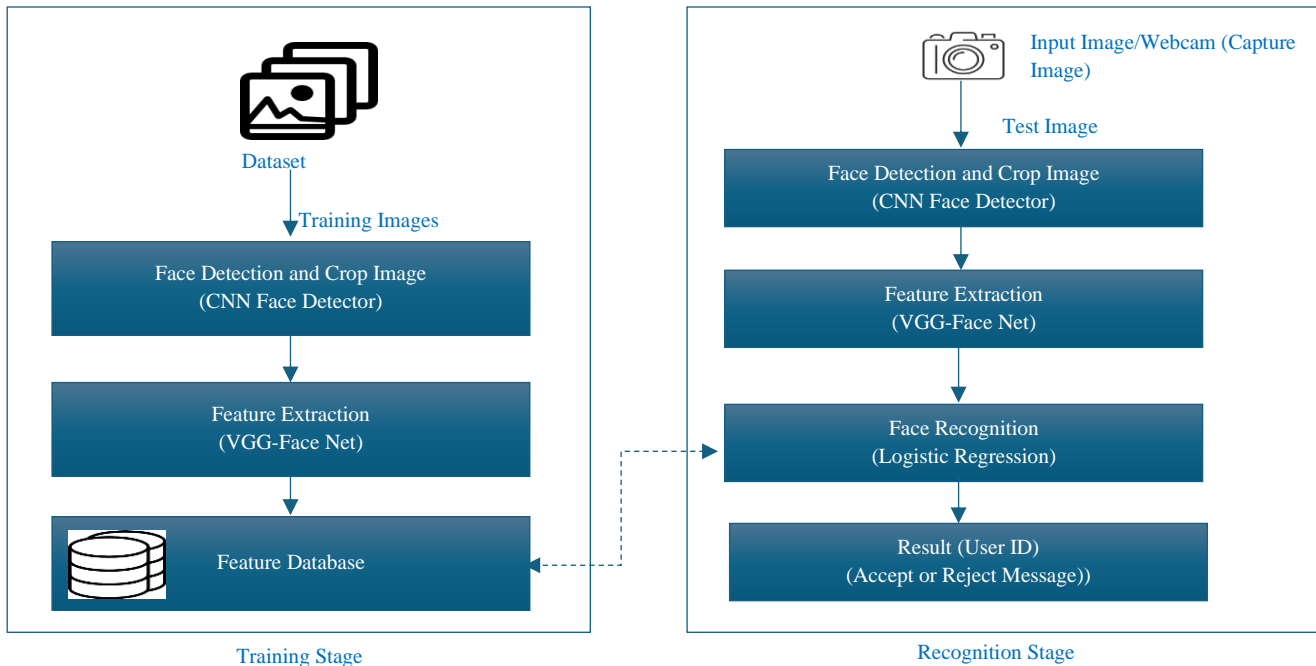 Dataset
Training Images
Face Detection and Crop Image
(CNN Face Detector)
Feature Extraction
(VGG-Face Net)
Feature Database
Training Stage
Input Image/Webcam (Capture
Image)
Test Image
Face Detection and Crop Image
(CNN Face Detector)
Feature Extraction
(VGG-Face Net)
Face Recognition
(Logistic Regression)
Result (User ID)
(Accept or Reject Message))
Recognition Stage